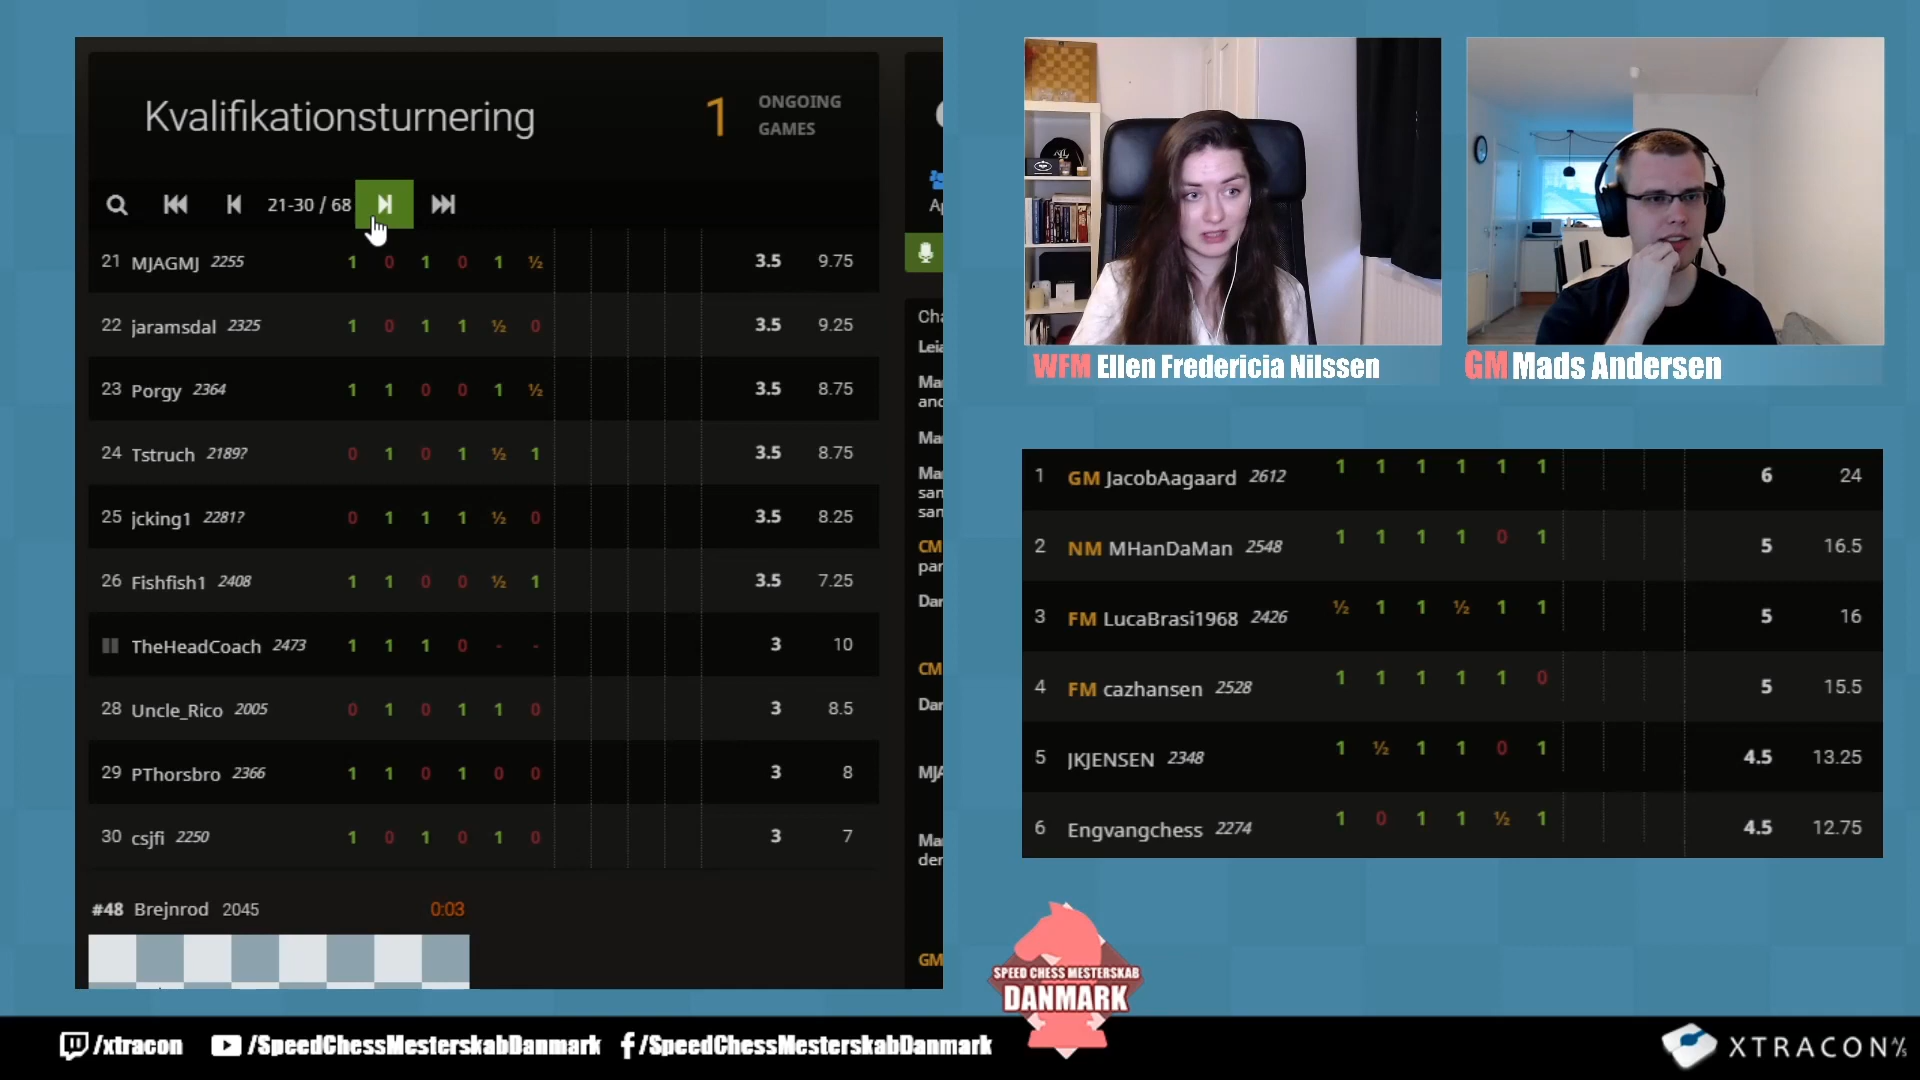 Kvalifikationsturnering
1 ONGOING GAMES
21-30 / 68
21 MJAGMJ 2255 1 0 1 0 1 ½ 3.5 9.75
22 jaramsdal 2325 1 0 1 1 ½ 0 3.5 9.25
23 Porgy 2364 1 1 0 0 1 ½ 3.5 8.75
24 Tstruch 2189? 0 1 0 1 ½ 1 3.5 8.75
25 jcking1 2281? 0 1 1 1 ½ 0 3.5 8.25
26 Fishfish1 2408 1 1 0 0 ½ 1 3.5 7.25
TheHeadCoach 2473 1 1 1 0 - - 3 10
28 Uncle_Rico 2005 0 1 0 1 1 0 3 8.5
29 PThorsbro 2366 1 1 0 1 0 0 3 8
30 csjfi 2250 1 0 1 0 1 0 3 7
#48 Brejnrod 2045 0:03
CM
CM
GM
WFM Ellen Fredericia Nilssen
GM Mads Andersen
1 GM JacobAagaard 2612 1 1 1 1 1 1 6 24
2 NM MHanDaMan 2548 1 1 1 1 0 1 5 16.5
3 FM LucaBrasi1968 2426 ½ 1 1 ½ 1 1 5 16
4 FM cazhansen 2528 1 1 1 1 1 0 5 15.5
5 JKJENSEN 2348 1 ½ 1 1 0 1 4.5 13.25
6 Engvangchess 2274 1 0 1 1 ½ 1 4.5 12.75
SPEED CHESS MESTERSKAB
DANMARK
/xtracon /SpeedChessMesterskabDanmark /SpeedChessMesterskabDanmark
XTRACON A/S